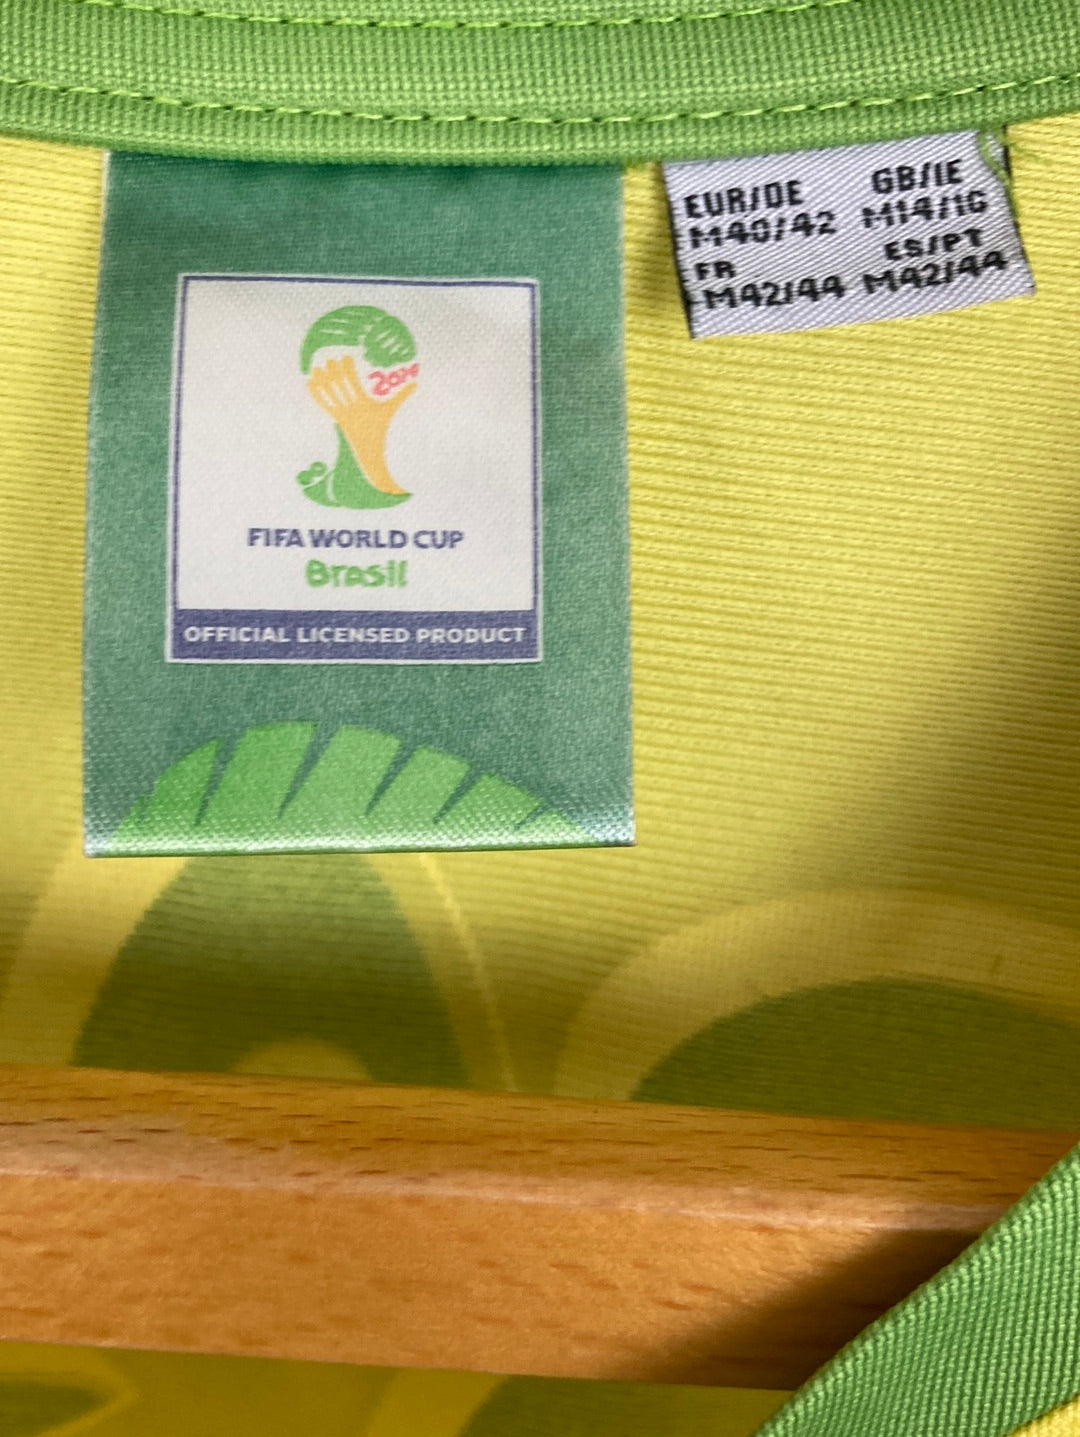 2014
FIFA WORLD CUP
Brasil
OFFICIAL LICENSED PRODUCT
EUR/DE GB/IE
M40/42 M14/16
FR ES/PT
M42/44 M42/44